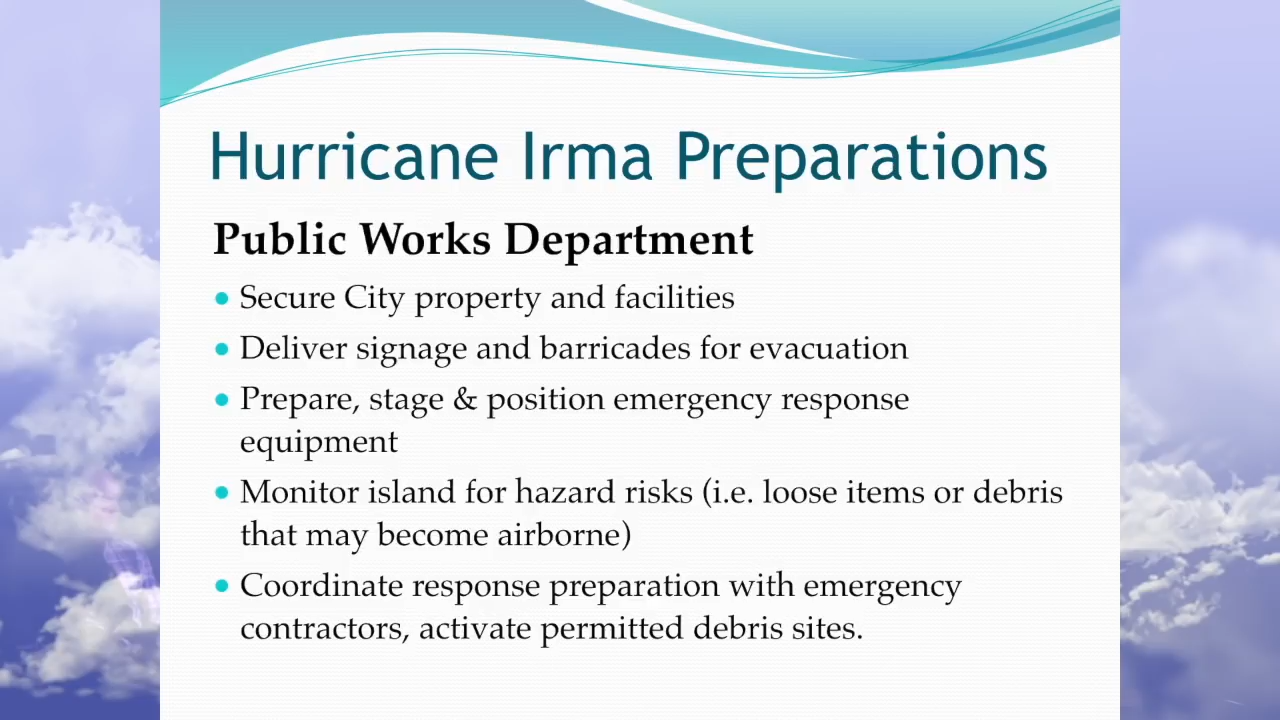 Hurricane Irma Preparations
Public Works Department
• Secure City property and facilities
• Deliver signage and barricades for evacuation
• Prepare, stage & position emergency response
equipment
• Monitor island for hazard risks (i.e. loose items or debris
that may become airborne)
• Coordinate response preparation with emergency
contractors, activate permitted debris sites.